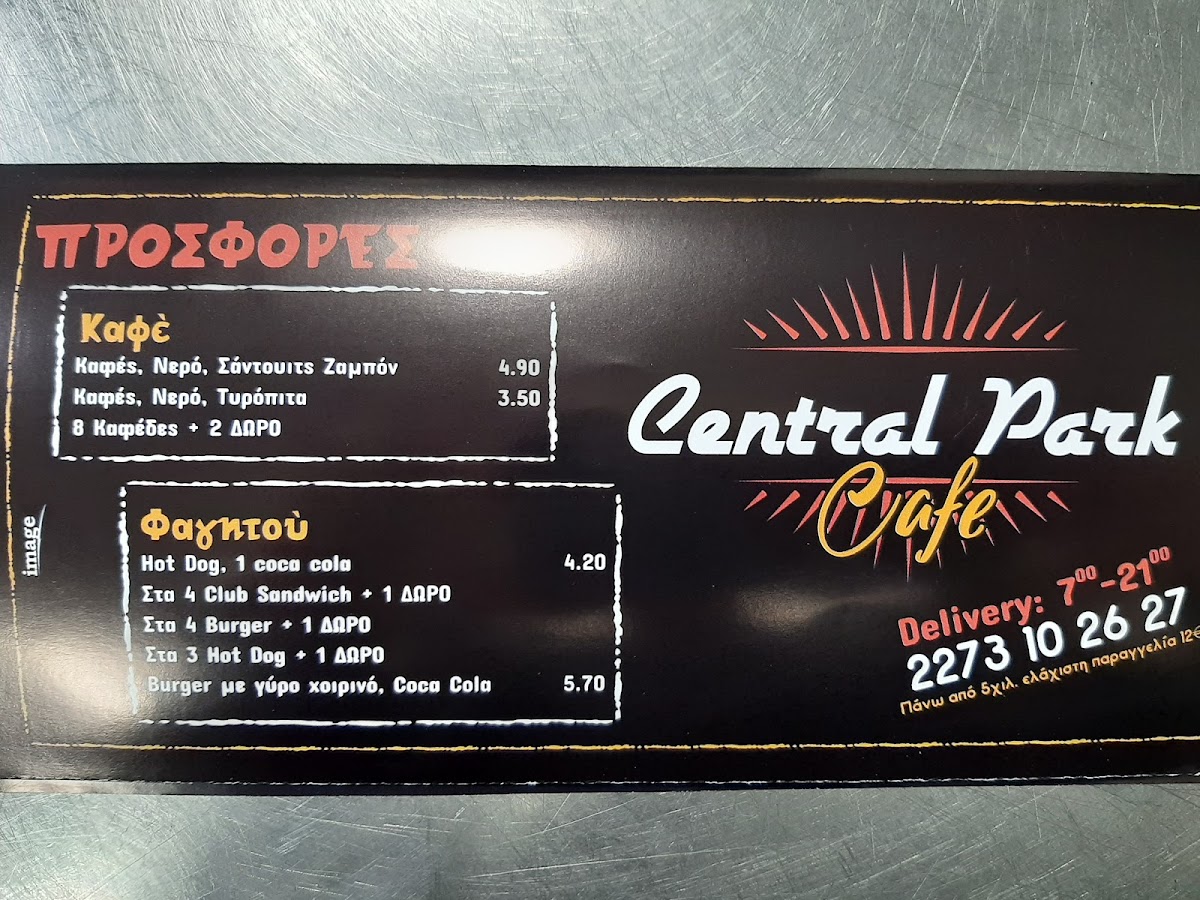 ΠΡΟΣΦΟΡΕΣ
Καφὲ
Καφές, Νερό, Σάντουιτς Ζαμπόν 4.90
Καφές, Νερό, Τυρόπιτα 3.50
8 Καφέδες + 2 ΔΩΡΟ
Φαγητοὺ
Hot Dog, 1 coca cola 4.20
Στα 4 Club Sandwich + 1 ΔΩΡΟ
Στα 4 Burger + 1 ΔΩΡΟ
Στα 3 Hot Dog + 1 ΔΩΡΟ
Burger με γύρο χοιρινό, Coca Cola 5.70
image
Central Park
Cafe
Delivery: 700-2100
2273 10 26 27
Πάνω από 5χιλ. ελάχιστη παραγγελία 12€